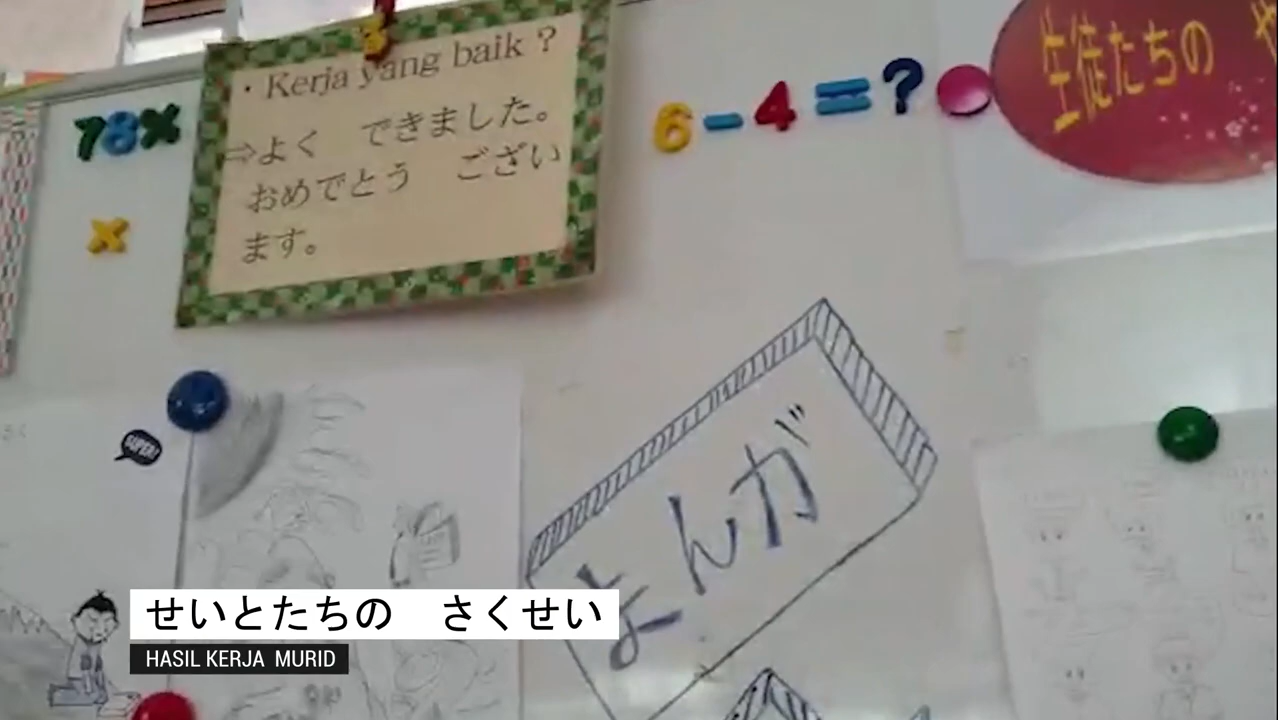 ・Kerja yang baik ?
⇒よく　できました。
おめでとう　ござい
ます。
78×
×
6-4=?
生徒たちの
SUPER!
よんが
せいとたちの　さくせい
HASIL KERJA MURID